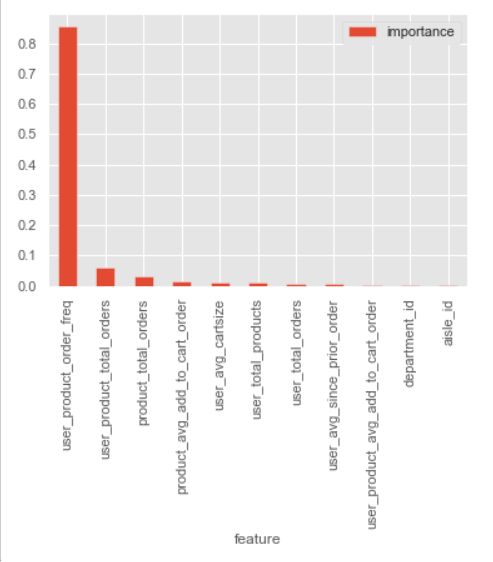 importance
0.8
0.7
0.6
0.5
0.4
0.3
0.2
0.1
0.0
user_product_order_freq
user_product_total_orders
product_total_orders
product_avg_add_to_cart_order
user_avg_cartsize
user_total_products
user_total_orders
user_avg_since_prior_order
user_product_avg_add_to_cart_order
department_id
aisle_id
feature